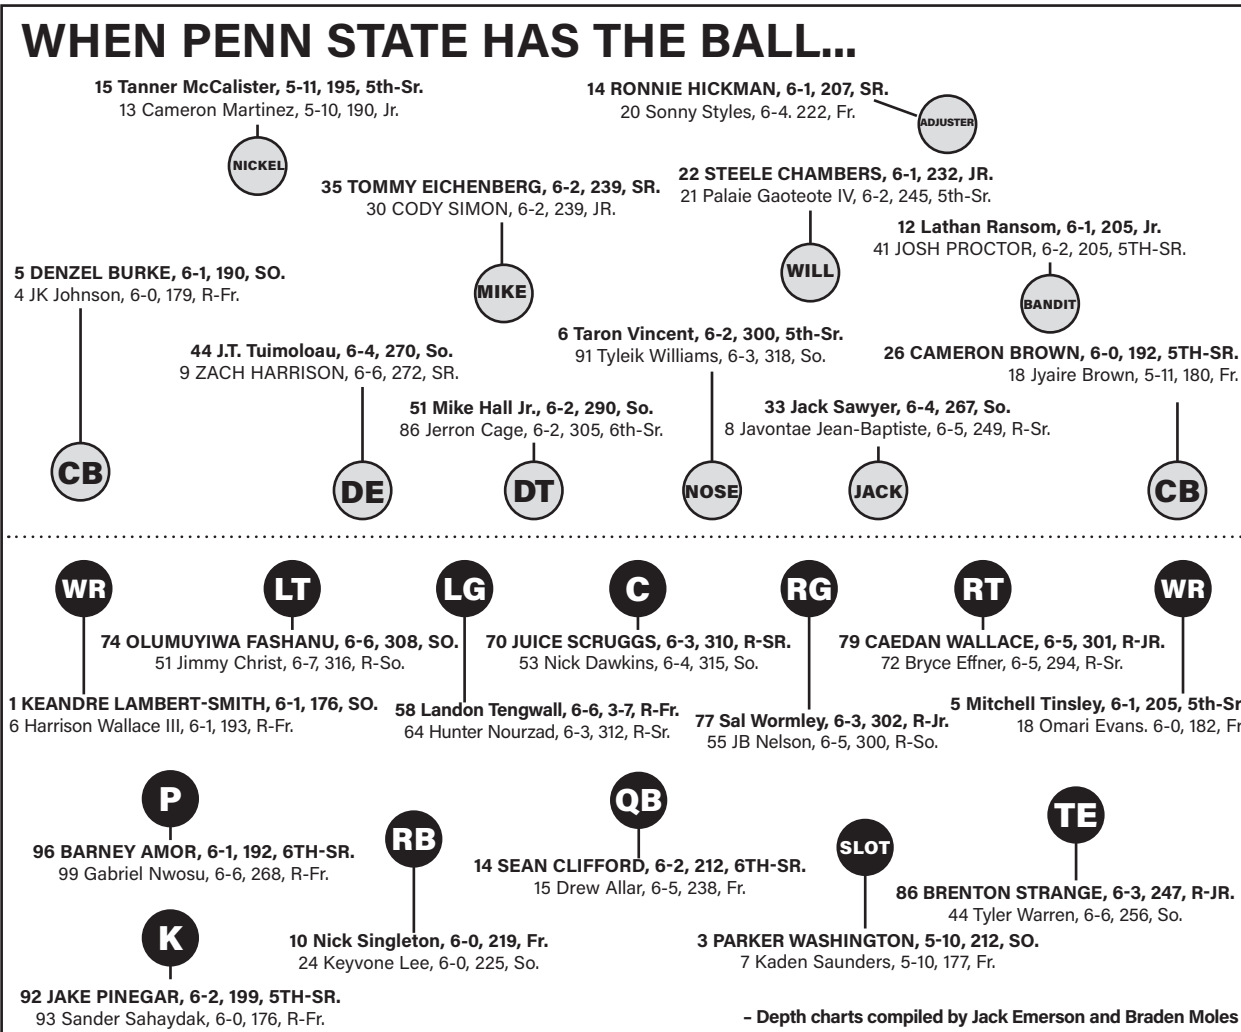 WHEN PENN STATE HAS THE BALL...
15 Tanner McCalister, 5-11, 195, 5th-Sr.
13 Cameron Martinez, 5-10, 190, Jr.
NICKEL
14 RONNIE HICKMAN, 6-1, 207, SR.
20 Sonny Styles, 6-4. 222, Fr.
ADJUSTER
35 TOMMY EICHENBERG, 6-2, 239, SR.
30 CODY SIMON, 6-2, 239, JR.
MIKE
22 STEELE CHAMBERS, 6-1, 232, JR.
21 Palaie Gaoteote IV, 6-2, 245, 5th-Sr.
WILL
12 Lathan Ransom, 6-1, 205, Jr.
41 JOSH PROCTOR, 6-2, 205, 5TH-SR.
BANDIT
5 DENZEL BURKE, 6-1, 190, SO.
4 JK Johnson, 6-0, 179, R-Fr.
CB
44 J.T. Tuimoloau, 6-4, 270, So.
9 ZACH HARRISON, 6-6, 272, SR.
DE
51 Mike Hall Jr., 6-2, 290, So.
86 Jerron Cage, 6-2, 305, 6th-Sr.
DT
6 Taron Vincent, 6-2, 300, 5th-Sr.
91 Tyleik Williams, 6-3, 318, So.
NOSE
33 Jack Sawyer, 6-4, 267, So.
8 Javontae Jean-Baptiste, 6-5, 249, R-Sr.
JACK
26 CAMERON BROWN, 6-0, 192, 5TH-SR.
18 Jyaire Brown, 5-11, 180, Fr.
CB
WR
1 KEANDRE LAMBERT-SMITH, 6-1, 176, SO.
6 Harrison Wallace III, 6-1, 193, R-Fr.
LT
74 OLUMUYIWA FASHANU, 6-6, 308, SO.
51 Jimmy Christ, 6-7, 316, R-So.
LG
58 Landon Tengwall, 6-6, 3-7, R-Fr.
64 Hunter Nourzad, 6-3, 312, R-Sr.
C
70 JUICE SCRUGGS, 6-3, 310, R-SR.
53 Nick Dawkins, 6-4, 315, So.
RG
77 Sal Wormley, 6-3, 302, R-Jr.
55 JB Nelson, 6-5, 300, R-So.
RT
79 CAEDAN WALLACE, 6-5, 301, R-JR.
72 Bryce Effner, 6-5, 294, R-Sr.
WR
5 Mitchell Tinsley, 6-1, 205, 5th-Sr
18 Omari Evans. 6-0, 182, Fr
P
96 BARNEY AMOR, 6-1, 192, 6TH-SR.
99 Gabriel Nwosu, 6-6, 268, R-Fr.
RB
10 Nick Singleton, 6-0, 219, Fr.
24 Keyvone Lee, 6-0, 225, So.
QB
14 SEAN CLIFFORD, 6-2, 212, 6TH-SR.
15 Drew Allar, 6-5, 238, Fr.
SLOT
3 PARKER WASHINGTON, 5-10, 212, SO.
7 Kaden Saunders, 5-10, 177, Fr.
TE
86 BRENTON STRANGE, 6-3, 247, R-JR.
44 Tyler Warren, 6-6, 256, So.
K
92 JAKE PINEGAR, 6-2, 199, 5TH-SR.
93 Sander Sahaydak, 6-0, 176, R-Fr.
– Depth charts compiled by Jack Emerson and Braden Moles